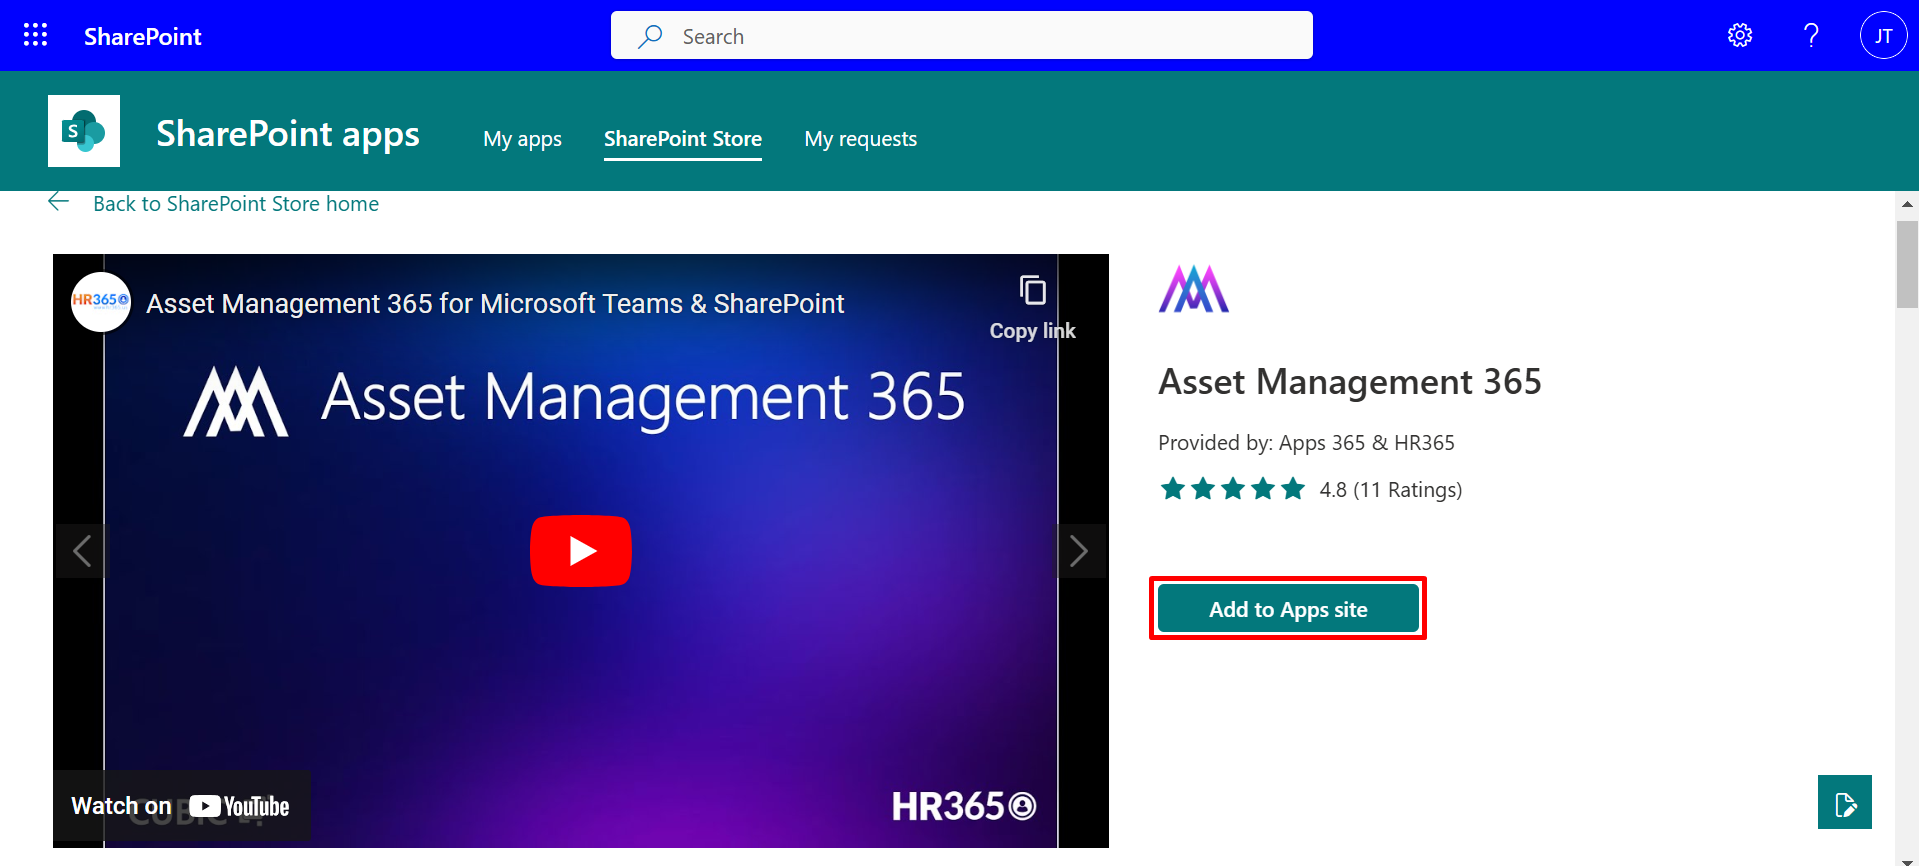 SharePoint
Search
JT
S
SharePoint apps
My apps
SharePoint Store
My requests
Back to SharePoint Store home
HR365
Asset Management 365 for Microsoft Teams & SharePoint
Copy link
Asset Management 365
Asset Management 365
Provided by: Apps 365 & HR365
4.8 (11 Ratings)
Add to Apps site
Watch on YouTube
CUBIC
HR365